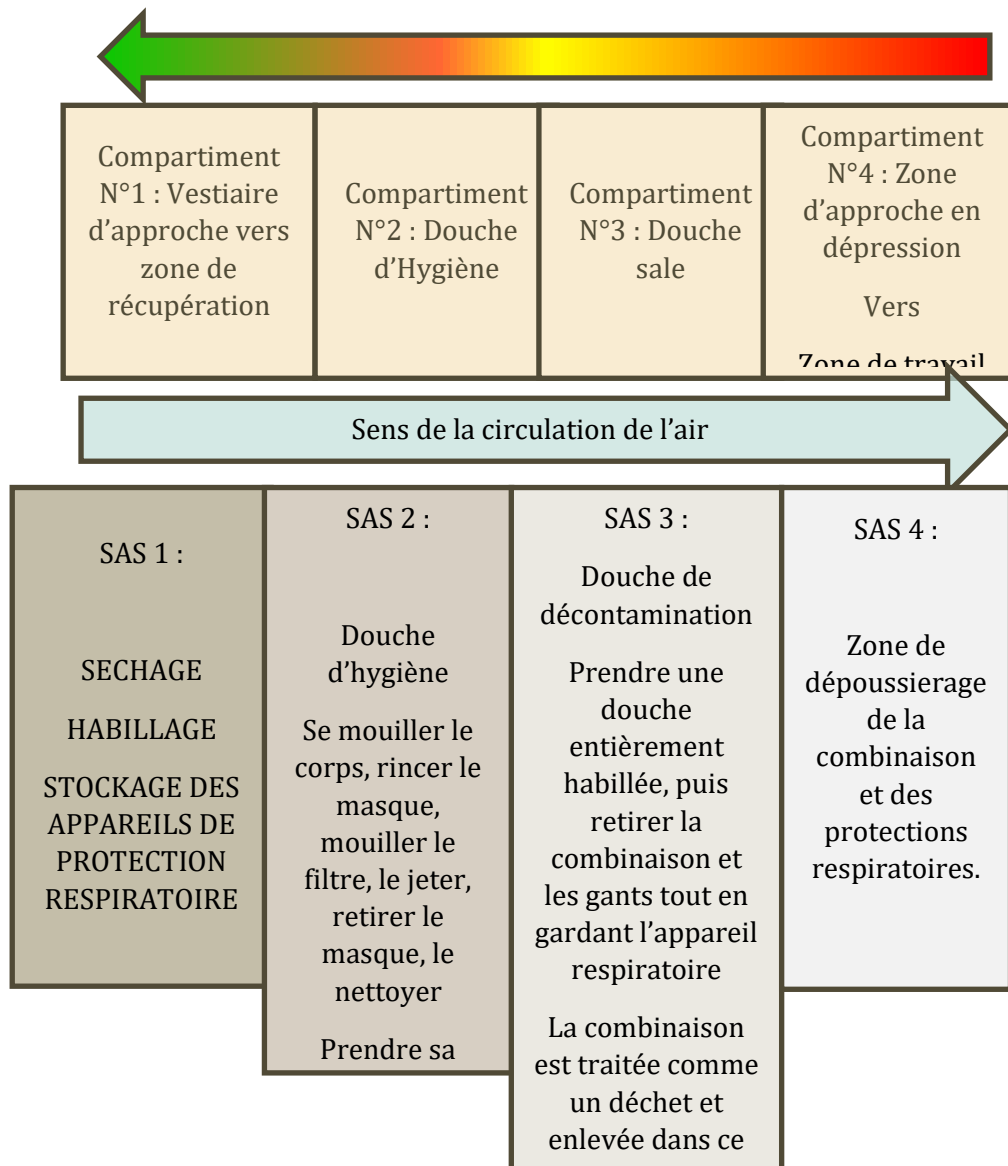 Compartiment
N°1 : Vestiaire
d’approche vers
zone de
récupération
Compartiment
N°2 : Douche
d’Hygiène
Compartiment
N°3 : Douche
sale
Compartiment
N°4 : Zone
d’approche en
dépression
Vers
Zone de travail
Sens de la circulation de l’air
SAS 1 :
SECHAGE
HABILLAGE
STOCKAGE DES
APPAREILS DE
PROTECTION
RESPIRATOIRE
SAS 2 :
Douche
d’hygiène
Se mouiller le
corps, rincer le
masque,
mouiller le
filtre, le jeter,
retirer le
masque, le
nettoyer
Prendre sa
SAS 3 :
Douche de
décontamination
Prendre une
douche
entièrement
habillée, puis
retirer la
combinaison et
les gants tout en
gardant l’appareil
respiratoire
La combinaison
est traitée comme
un déchet et
enlevée dans ce
SAS 4 :
Zone de
dépoussierage
de la
combinaison
et des
protections
respiratoires.